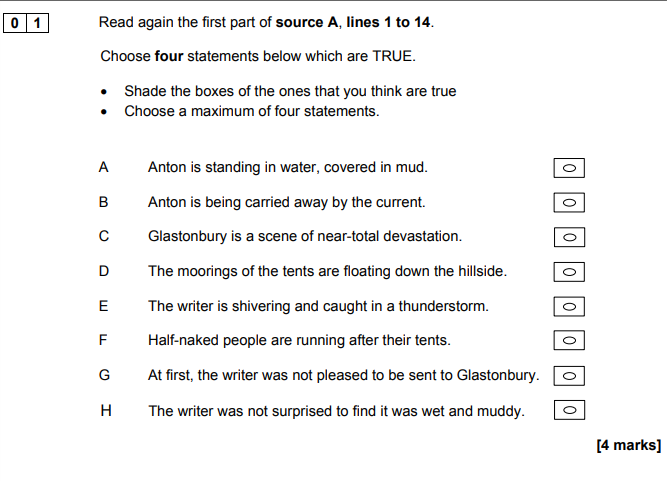 0 1 Read again the first part of source A, lines 1 to 14.
Choose four statements below which are TRUE.
• Shade the boxes of the ones that you think are true
• Choose a maximum of four statements.
A Anton is standing in water, covered in mud.
B Anton is being carried away by the current.
C Glastonbury is a scene of near-total devastation.
D The moorings of the tents are floating down the hillside.
E The writer is shivering and caught in a thunderstorm.
F Half-naked people are running after their tents.
G At first, the writer was not pleased to be sent to Glastonbury.
H The writer was not surprised to find it was wet and muddy.
[4 marks]